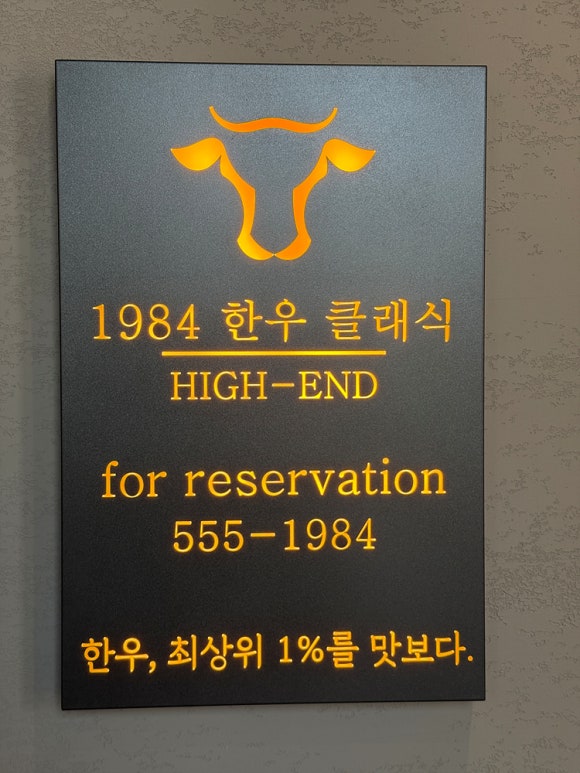 1984 한우 클래식
HIGH-END
for reservation
555-1984
한우, 최상위 1%를 맛보다.